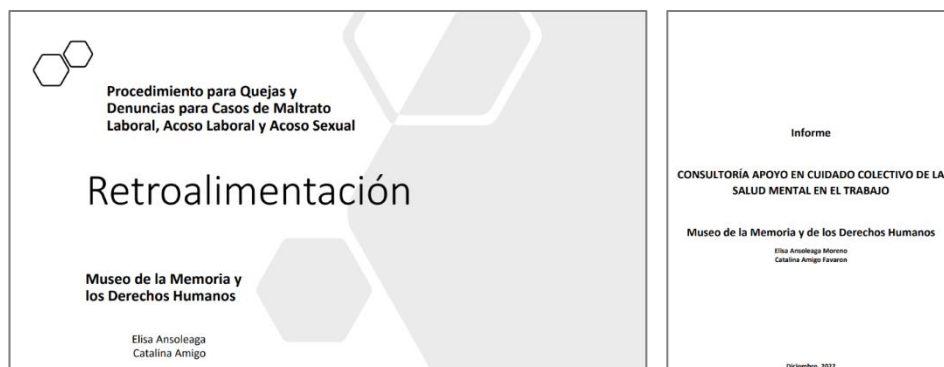 Procedimiento para Quejas y
Denuncias para Casos de Maltrato
Laboral, Acoso Laboral y Acoso Sexual
Retroalimentación
Museo de la Memoria y
los Derechos Humanos
Elisa Ansoleaga
Catalina Amigo
Informe
CONSULTORÍA APOYO EN CUIDADO COLECTIVO DE LA
SALUD MENTAL EN EL TRABAJO
Museo de la Memoria y de los Derechos Humanos
Elisa Ansoleaga Moreno
Catalina Amigo Favaron
Diciembre, 2022